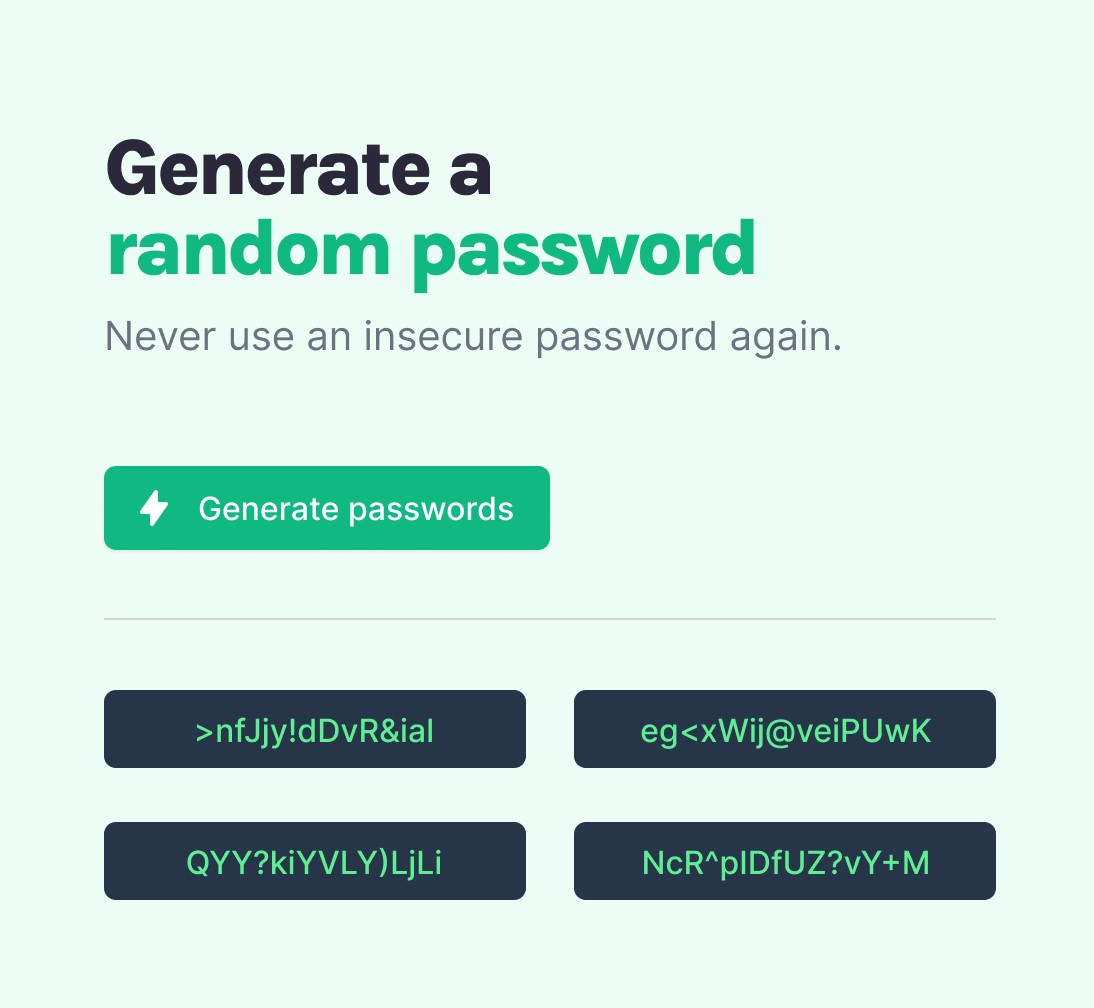 Generate a
random password
Never use an insecure password again.
Generate passwords
>nfJjy!dDvR&ial
eg<xWij@veiPUwK
QYY?kiYVLY)LjLi
NcR^pIDfUZ?vY+M